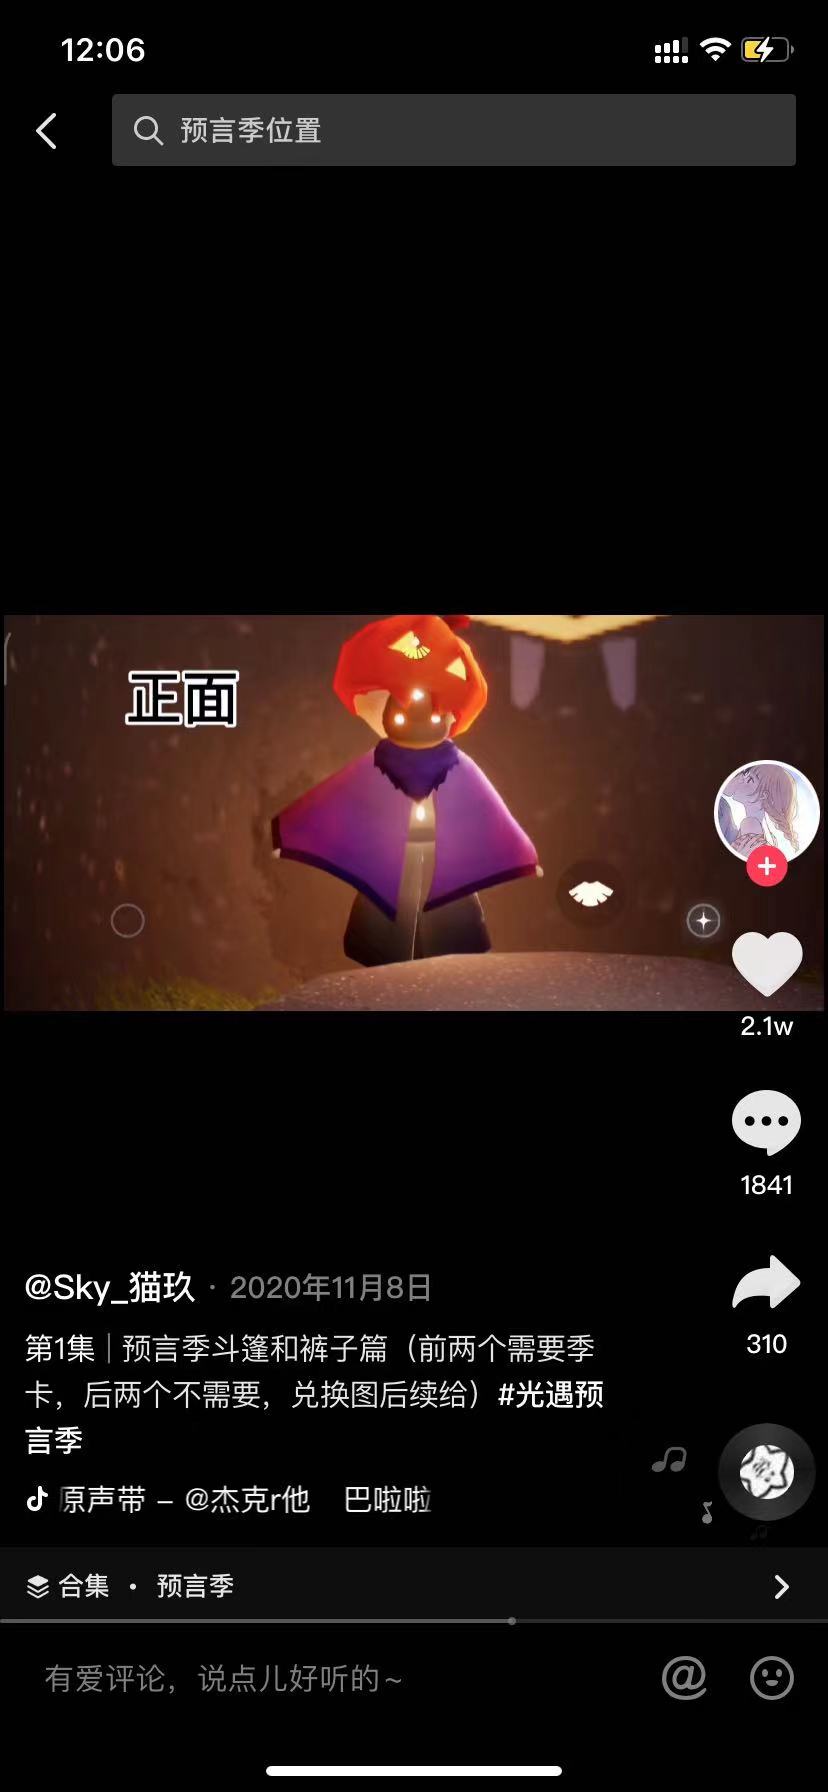 12:06
预言季位置
正面
2.1w
1841
@Sky_猫玖 · 2020年11月8日
310
第1集｜预言季斗篷和裤子篇（前两个需要季
卡，后两个不需要，兑换图后续给）#光遇预
言季
原声带 – @杰克r他 巴啦啦
合集 · 预言季
有爱评论，说点儿好听的~